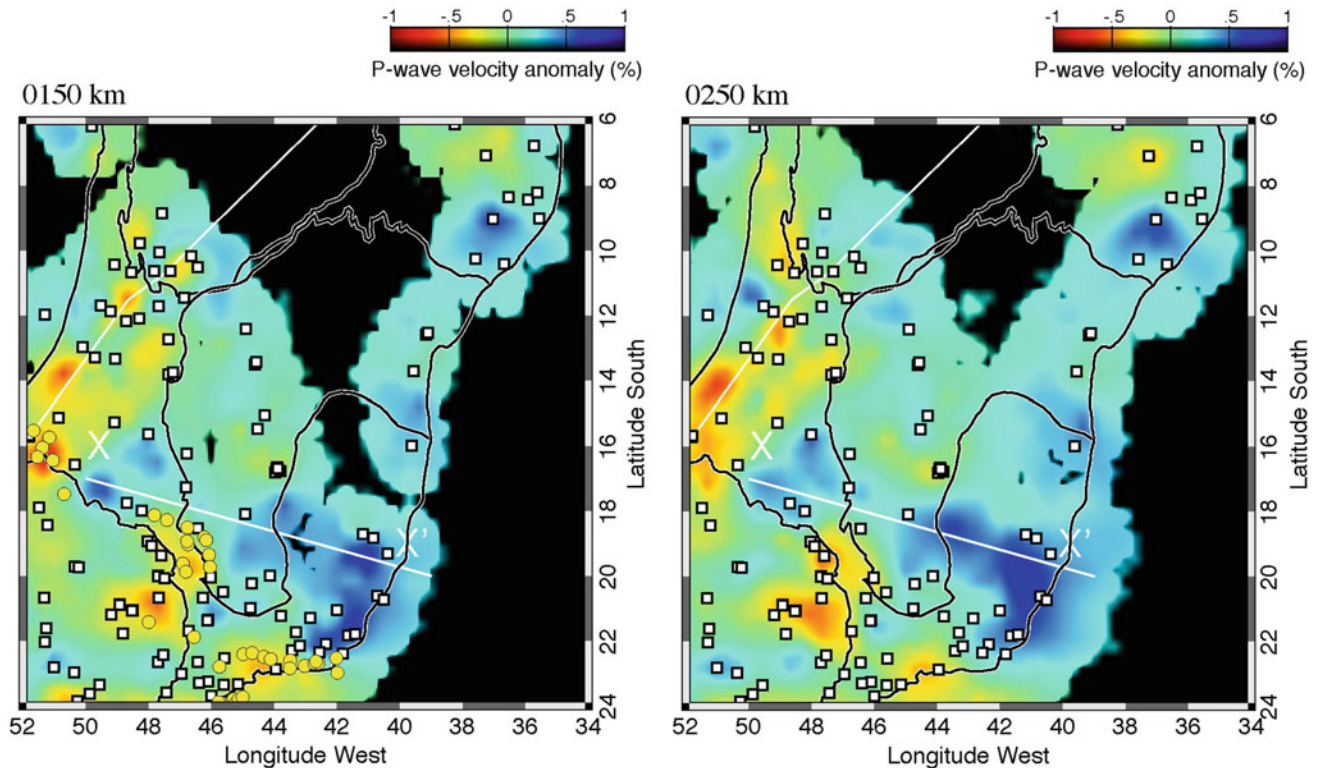 -1 -.5 0 .5 1
P-wave velocity anomaly (%)
0150 km
6
8
10
12
14
16
18
20
22
24
Latitude South
X
X'
52 50 48 46 44 42 40 38 36 34
Longitude West
-1 -.5 0 .5 1
P-wave velocity anomaly (%)
0250 km
6
8
10
12
14
16
18
20
22
24
Latitude South
X
X'
52 50 48 46 44 42 40 38 36 34
Longitude West